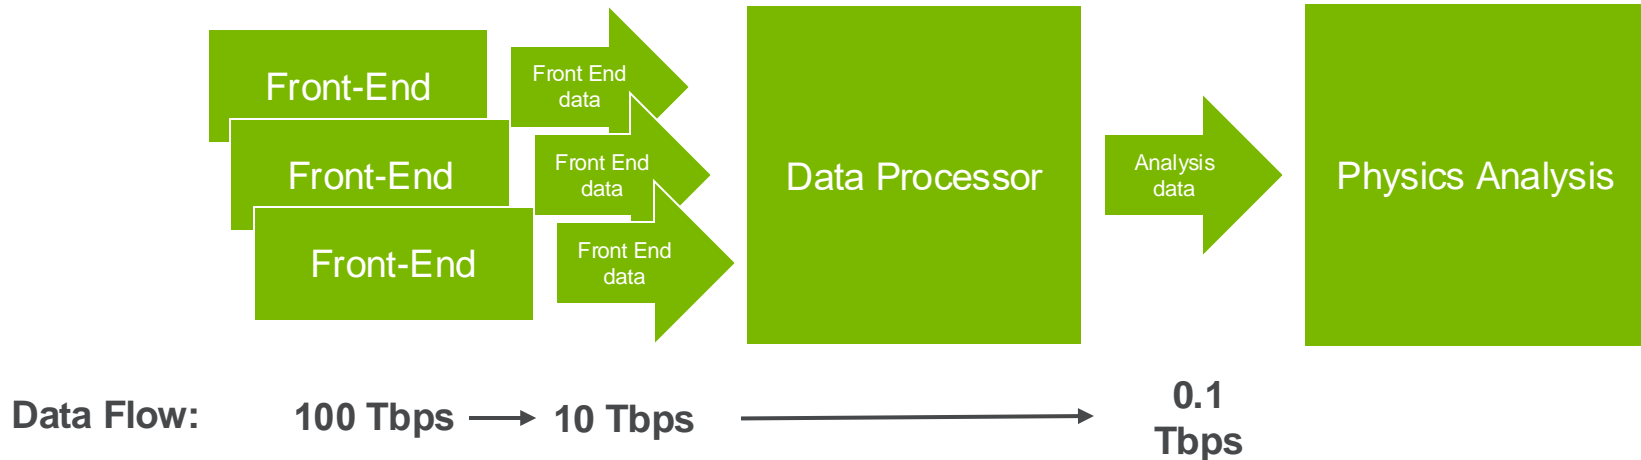 Front-End
Front End
data
Front-End
Front End
data
Front-End
Front End
data
Data Processor
Analysis
data
Physics Analysis
Data Flow:
100 Tbps
10 Tbps
0.1
Tbps